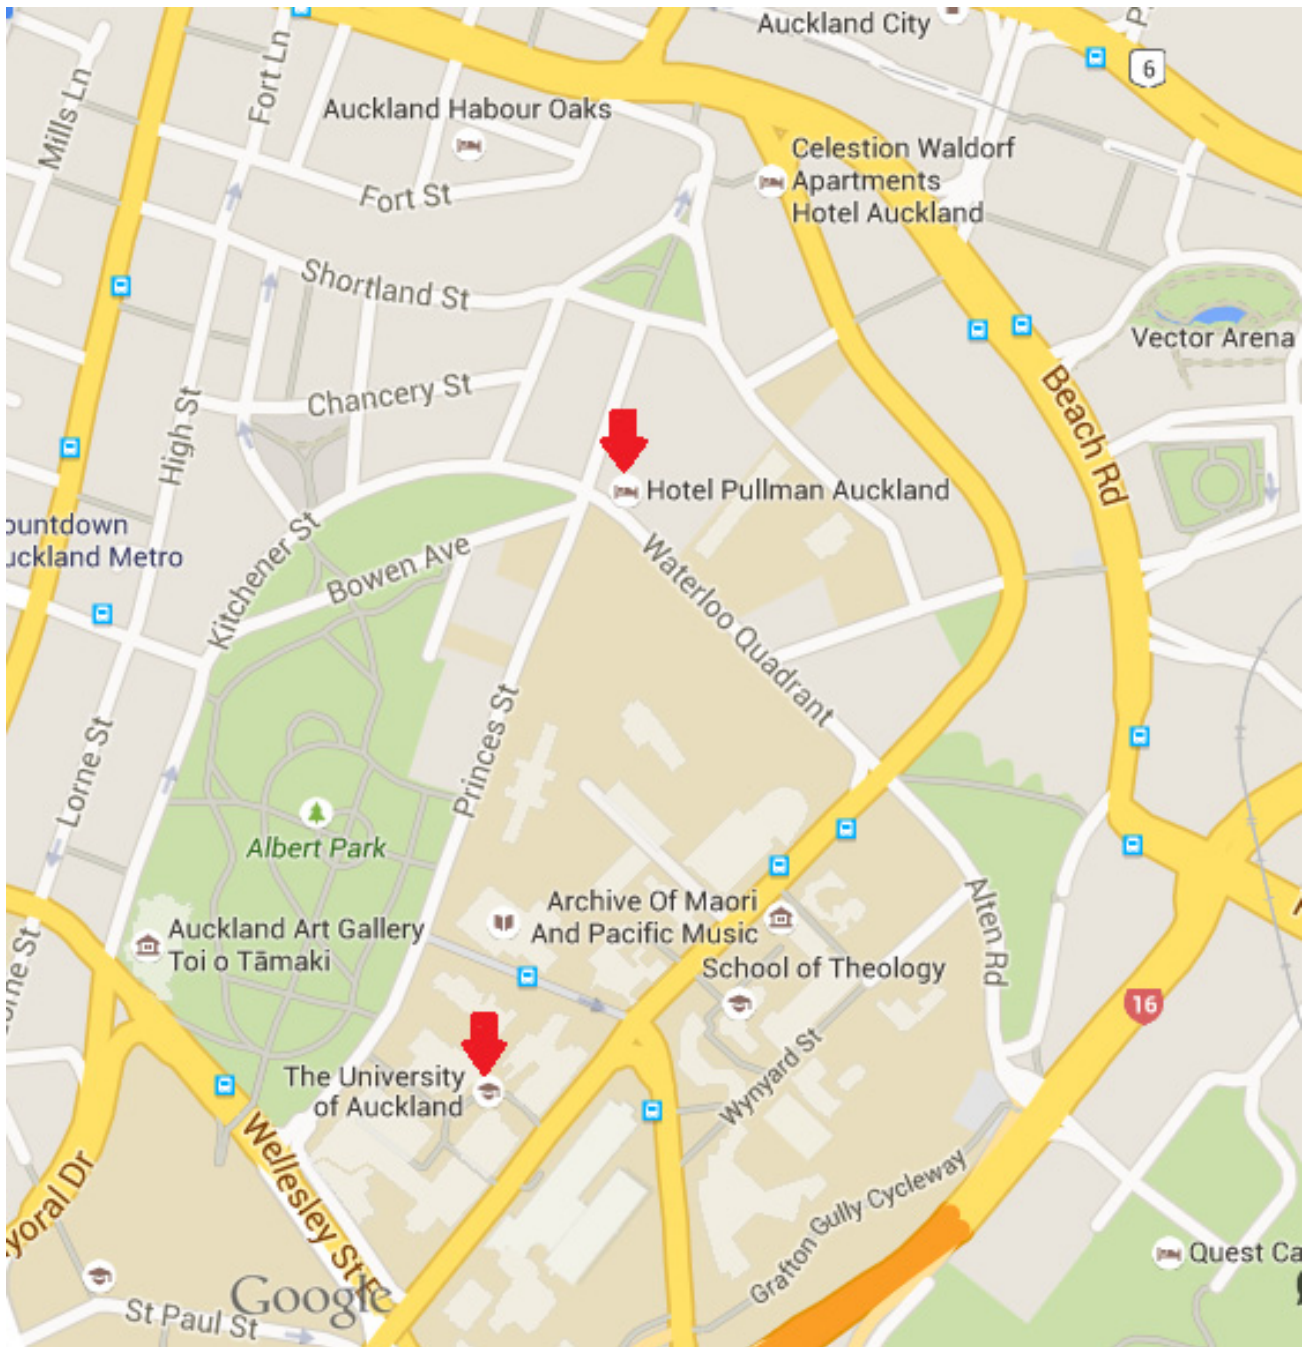 Auckland City
P
6
Mills Ln
Fort Ln
Auckland Habour Oaks
Celestion Waldorf
Apartments
Hotel Auckland
Fort St
Shortland St
Vector Arena
Chancery St
High St
Beach Rd
Hotel Pullman Auckland
ountdown
uckland Metro
Kitchener St
Bowen Ave
Waterloo Quadrant
Princes St
Lorne St
Albert Park
Archive Of Maori
And Pacific Music
Alten Rd
Auckland Art Gallery
Toi o Tāmaki
School of Theology
orne St
16
The University
of Auckland
Wynyard St
Wellesley St E
yoral Dr
Grafton Gully Cycleway
Quest Ca
Google
St Paul St